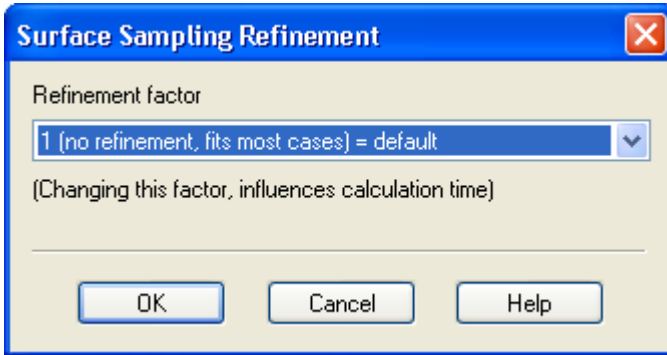 Surface Sampling Refinement
Refinement factor
1 (no refinement, fits most cases) = default
(Changing this factor, influences calculation time)
OK Cancel Help